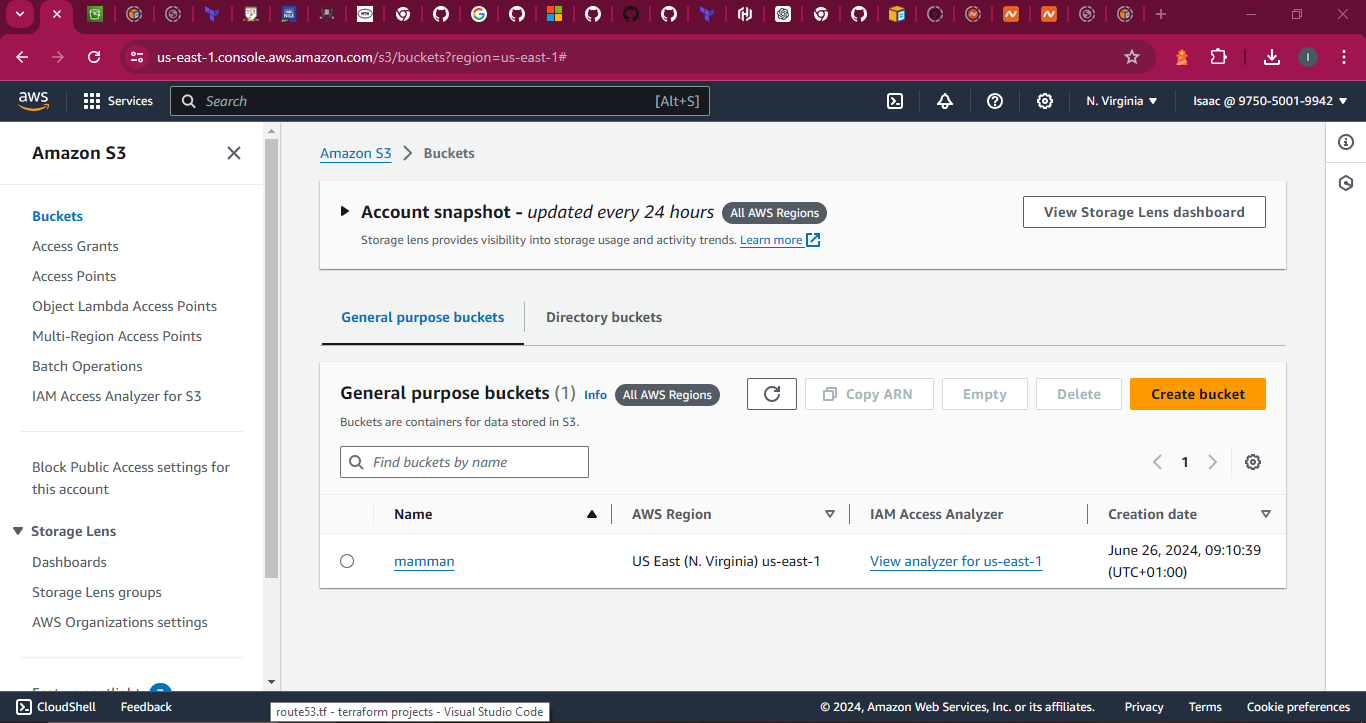 us-east-1.console.aws.amazon.com/s3/buckets?region=us-east-1#
I
aws
Services
Search
[Alt+S]
N. Virginia
Isaac @ 9750-5001-9942
Amazon S3
Buckets
Access Grants
Access Points
Object Lambda Access Points
Multi-Region Access Points
Batch Operations
IAM Access Analyzer for S3
Block Public Access settings for
this account
Storage Lens
Dashboards
Storage Lens groups
AWS Organizations settings
Amazon S3
Buckets
Account snapshot - updated every 24 hours
All AWS Regions
View Storage Lens dashboard
Storage lens provides visibility into storage usage and activity trends. Learn more
General purpose buckets
Directory buckets
General purpose buckets (1)
Info
All AWS Regions
Copy ARN
Empty
Delete
Create bucket
Buckets are containers for data stored in S3.
Find buckets by name
1
Name
AWS Region
IAM Access Analyzer
Creation date
mamman
US East (N. Virginia) us-east-1
View analyzer for us-east-1
June 26, 2024, 09:10:39
(UTC+01:00)
CloudShell
Feedback
route53.tf - terraform projects - Visual Studio Code
© 2024, Amazon Web Services, Inc. or its affiliates.
Privacy
Terms
Cookie preferences